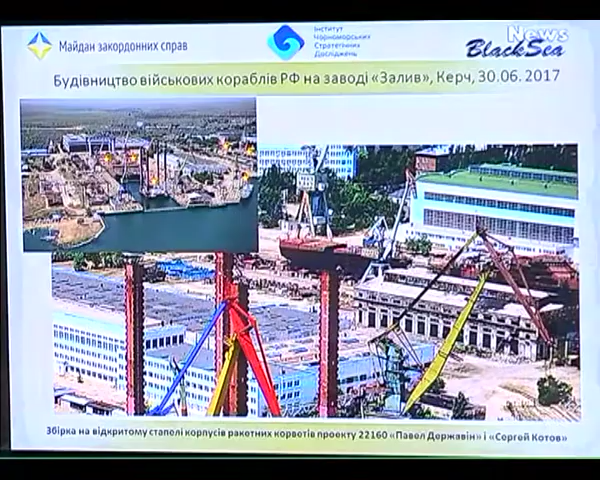 Майдан закордонних справ
Інститут
Чорноморських
Стратегічних
Досліджень
News
BlackSea
Будівництво військових кораблів РФ на заводі «Залив», Керч, 30.06. 2017
Збірка на відкритому стапелі корпусів ракетних корветів проекту 22160 «Павел Державін» і «Сергей Котов»